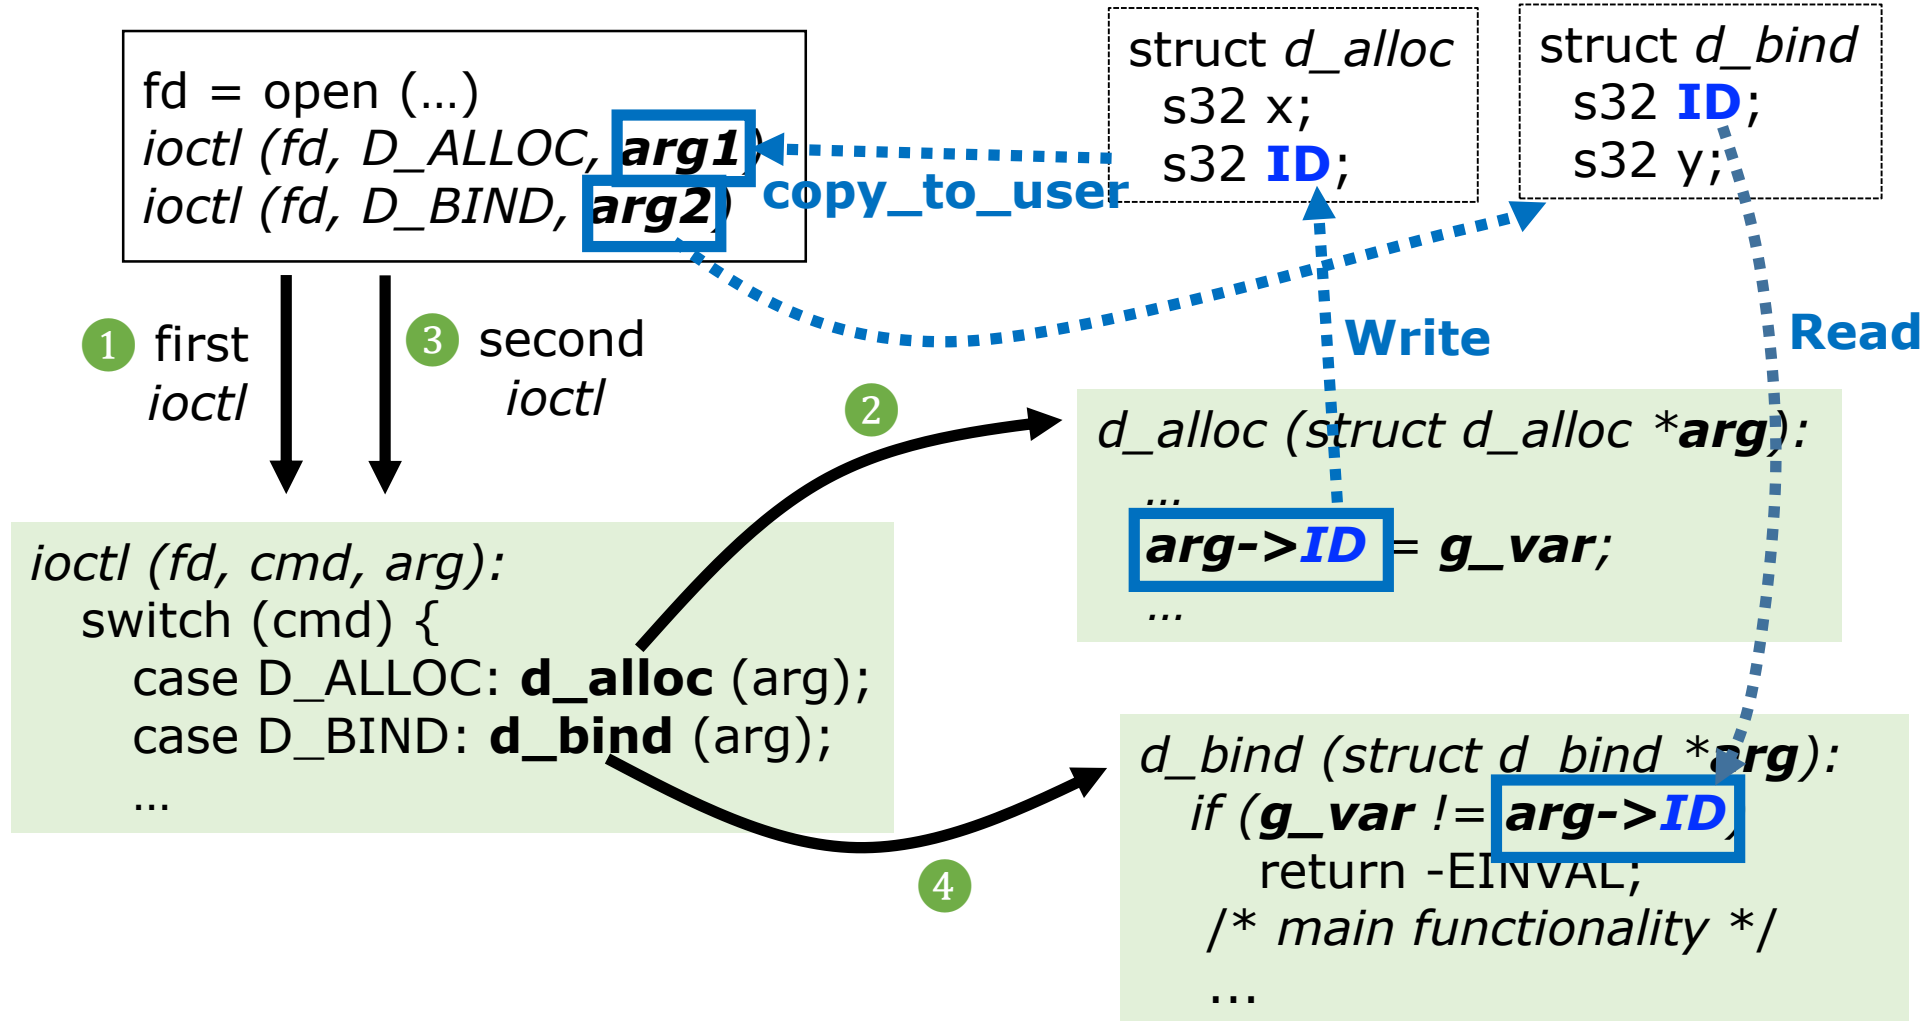 fd = open (…)
ioctl (fd, D_ALLOC, arg1)
ioctl (fd, D_BIND, arg2)
copy_to_user
struct d_alloc
s32 x;
s32 ID;
struct d_bind
s32 ID;
s32 y;
1 first
ioctl
3 second
ioctl
Write
Read
2
ioctl (fd, cmd, arg):
switch (cmd) {
case D_ALLOC: d_alloc (arg);
case D_BIND: d_bind (arg);
…
d_alloc (struct d_alloc *arg):
…
arg->ID = g_var;
…
4
d_bind (struct d_bind *arg):
if (g_var != arg->ID)
return -EINVAL;
/* main functionality */
…